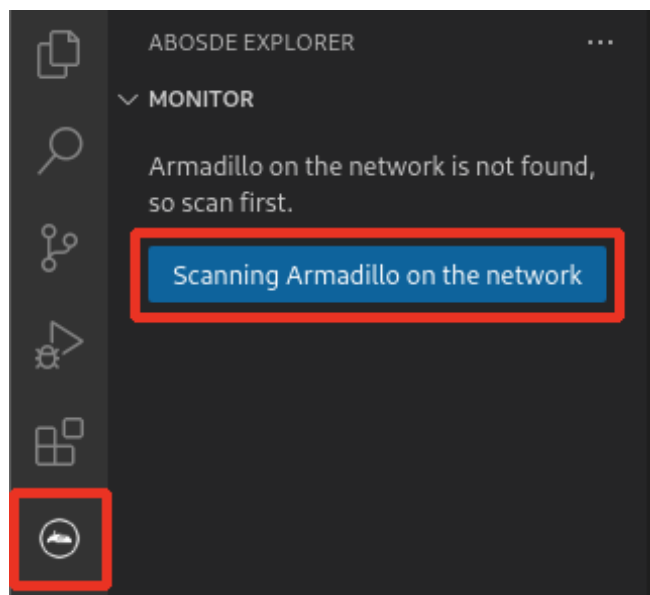 ABOSDE EXPLORER
MONITOR
Armadillo on the network is not found,
so scan first.
Scanning Armadillo on the network